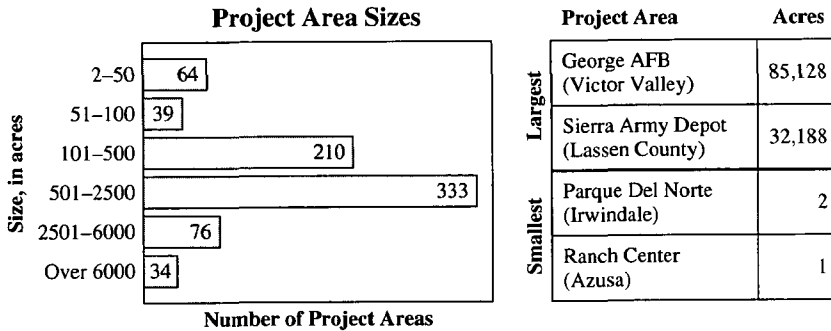 Project Area Sizes
Size, in acres
2–50 64
51–100 39
101–500 210
501–2500 333
2501–6000 76
Over 6000 34
Number of Project Areas
Project Area Acres
Largest
George AFB
(Victor Valley) 85,128
Sierra Army Depot
(Lassen County) 32,188
Smallest
Parque Del Norte
(Irwindale) 2
Ranch Center
(Azusa) 1